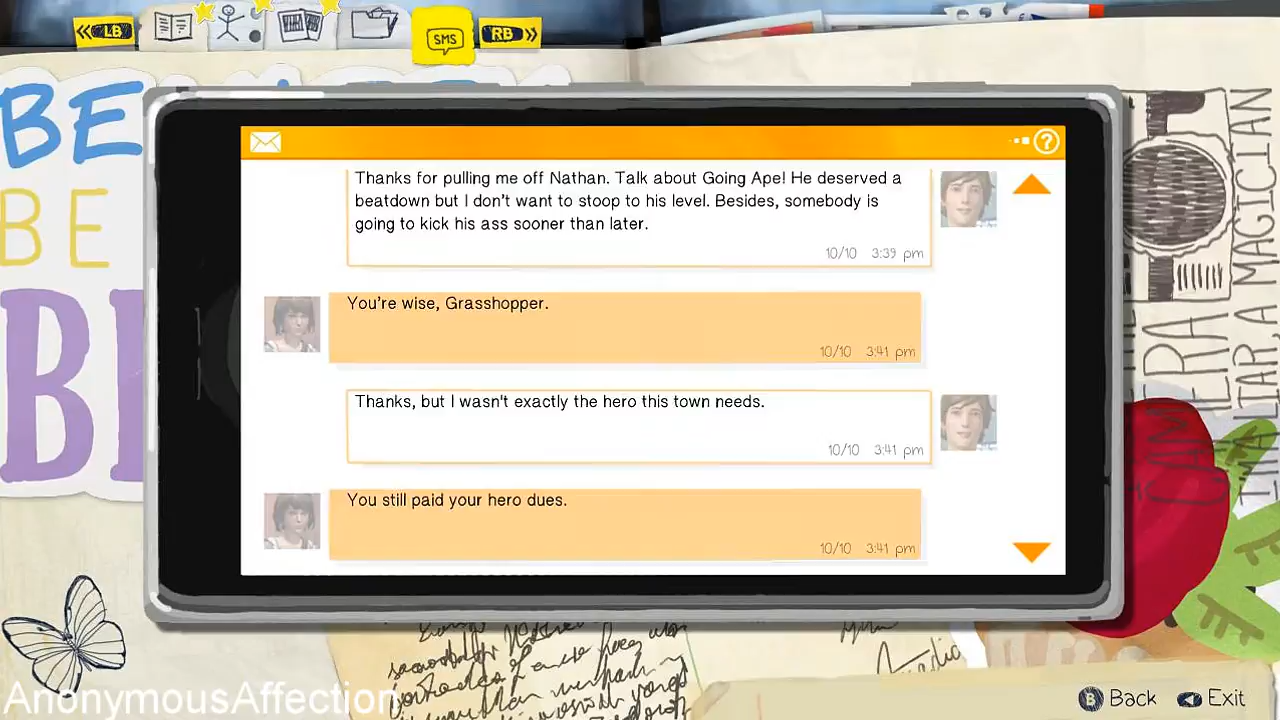 LB
SMS
RB
BE
BE
Thanks for pulling me off Nathan. Talk about Going Ape! He deserved a
beatdown but I don't want to stoop to his level. Besides, somebody is
going to kick his ass sooner than later.
10/10 3:39 pm
You're wise, Grasshopper.
10/10 3:41 pm
Thanks, but I wasn't exactly the hero this town needs.
10/10 3:41 pm
You still paid your hero dues.
10/10 3:41 pm
MAGICIAN
AnonymousAffection
B Back
Exit